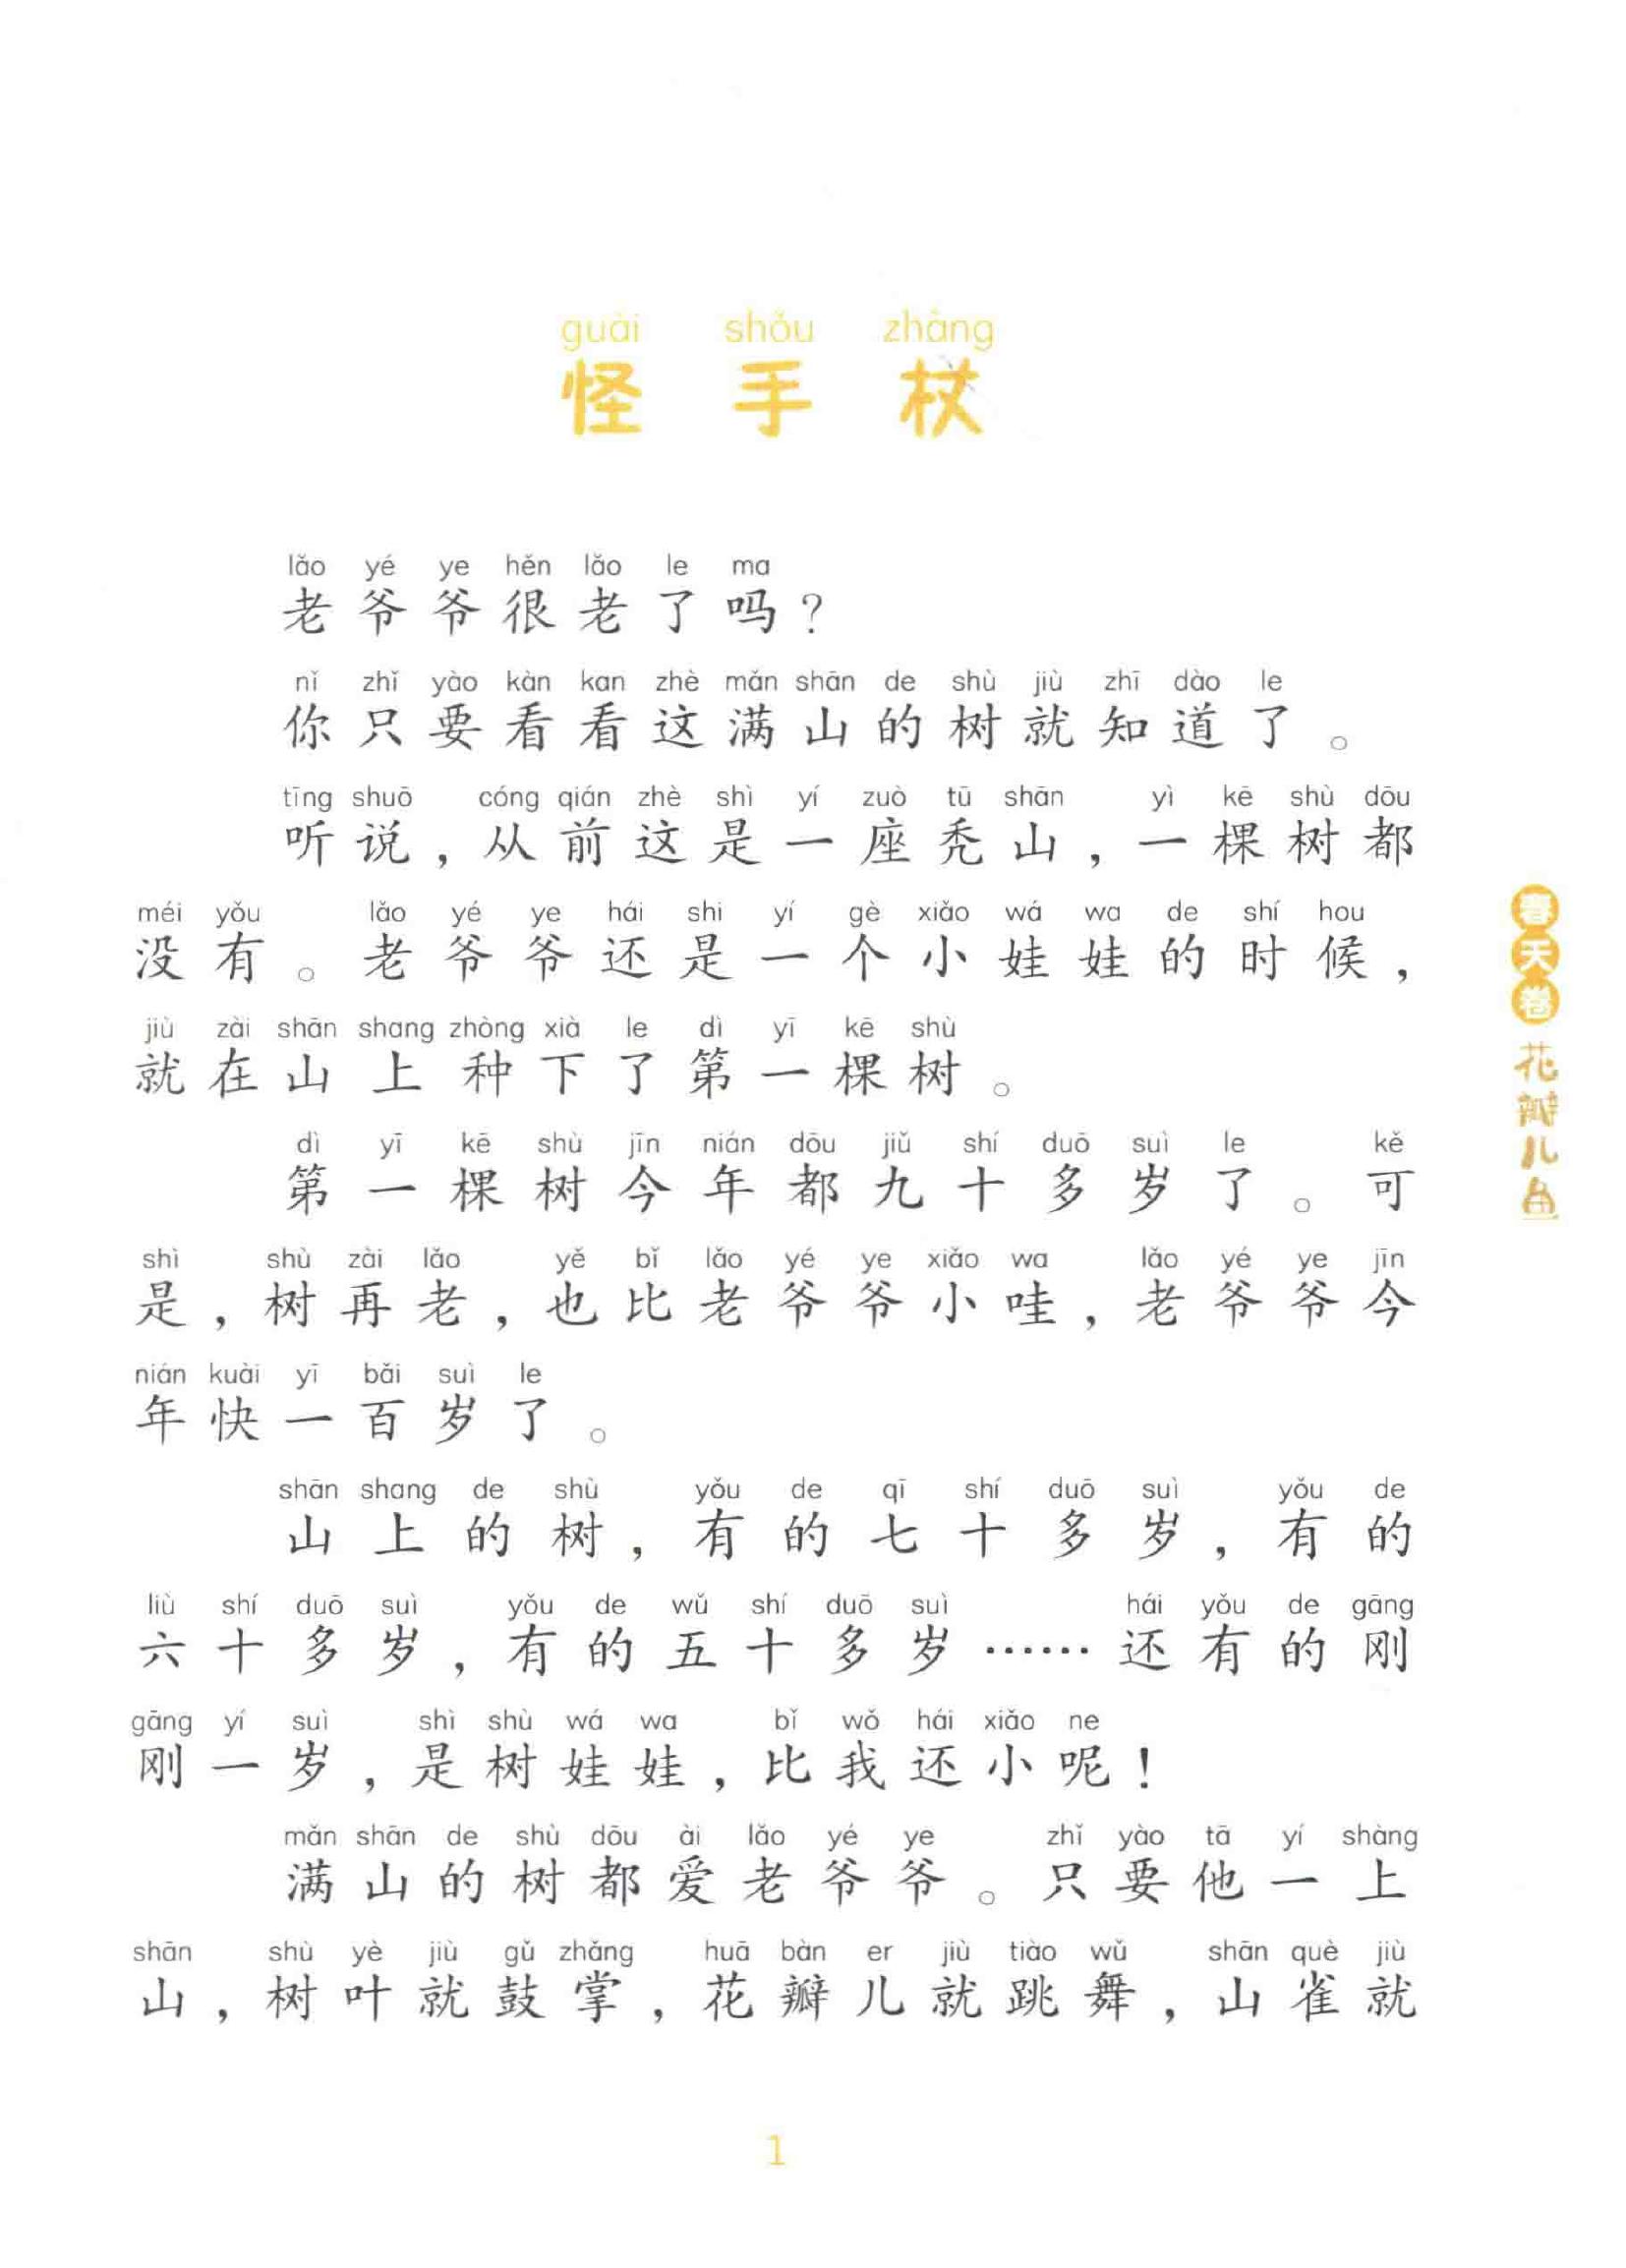 guài shǒu zhàng
怪手杖
lǎo yé ye hěn lǎo le ma
老爷爷很老了吗？
nǐ zhǐ yào kàn kan zhè mǎn shān de shù jiù zhī dào le
你只要看看这满山的树就知道了。
tīng shuō cóng qián zhè shì yí zuò tū shān yì kē shù dōu
听说，从前这是一座秃山，一棵树都
méi yǒu lǎo yé ye hái shi yí gè xiǎo wá wa de shí hou
没有。老爷爷还是一个小娃娃的时候，
jiù zài shān shang zhòng xià le dì yī kē shù
就在山上种下了第一棵树。
dì yī kē shù jīn nián dōu jiǔ shí duō suì le kě
第一棵树今年都九十多岁了。可
shì shù zài lǎo yě bǐ lǎo yé ye xiǎo wa lǎo yé ye jīn
是，树再老，也比老爷爷小哇，老爷爷今
nián kuài yī bǎi suì le
年快一百岁了。
shān shang de shù yǒu de qī shí duō suì yǒu de
山上的树，有的七十多岁，有的
liù shí duō suì yǒu de wǔ shí duō suì hái yǒu de gāng
六十多岁，有的五十多岁……还有的刚
gāng yí suì shì shù wá wa bǐ wǒ hái xiǎo ne
刚一岁，是树娃娃，比我还小呢！
mǎn shān de shù dōu ài lǎo yé ye zhǐ yào tā yí shàng
满山的树都爱老爷爷。只要他一上
shān shù yè jiù gǔ zhǎng huā bàn er jiù tiào wǔ shān què jiù
山，树叶就鼓掌，花瓣儿就跳舞，山雀就
春天卷
花瓣儿鱼
1